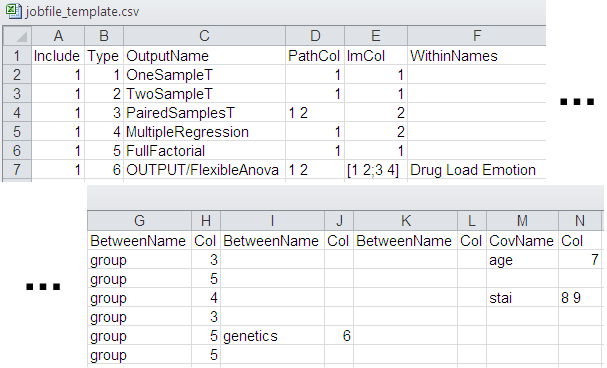 jobfile_template.csv
A B C D E F
1 Include Type OutputName PathCol ImCol WithinNames
2 1 1 OneSampleT 1 1
3 1 2 TwoSampleT 1 1
4 1 3 PairedSamplesT 1 2 2
5 1 4 MultipleRegression 1 2
6 1 5 FullFactorial 1 1
7 1 6 OUTPUT/FlexibleAnova 1 2 [1 2;3 4] Drug Load Emotion
...
G H I J K L M N
BetweenName Col BetweenName Col BetweenName Col CovName Col
group 3 age 7
group 5
... group 4 stai 8 9
group 3
group 5 genetics 6
group 5